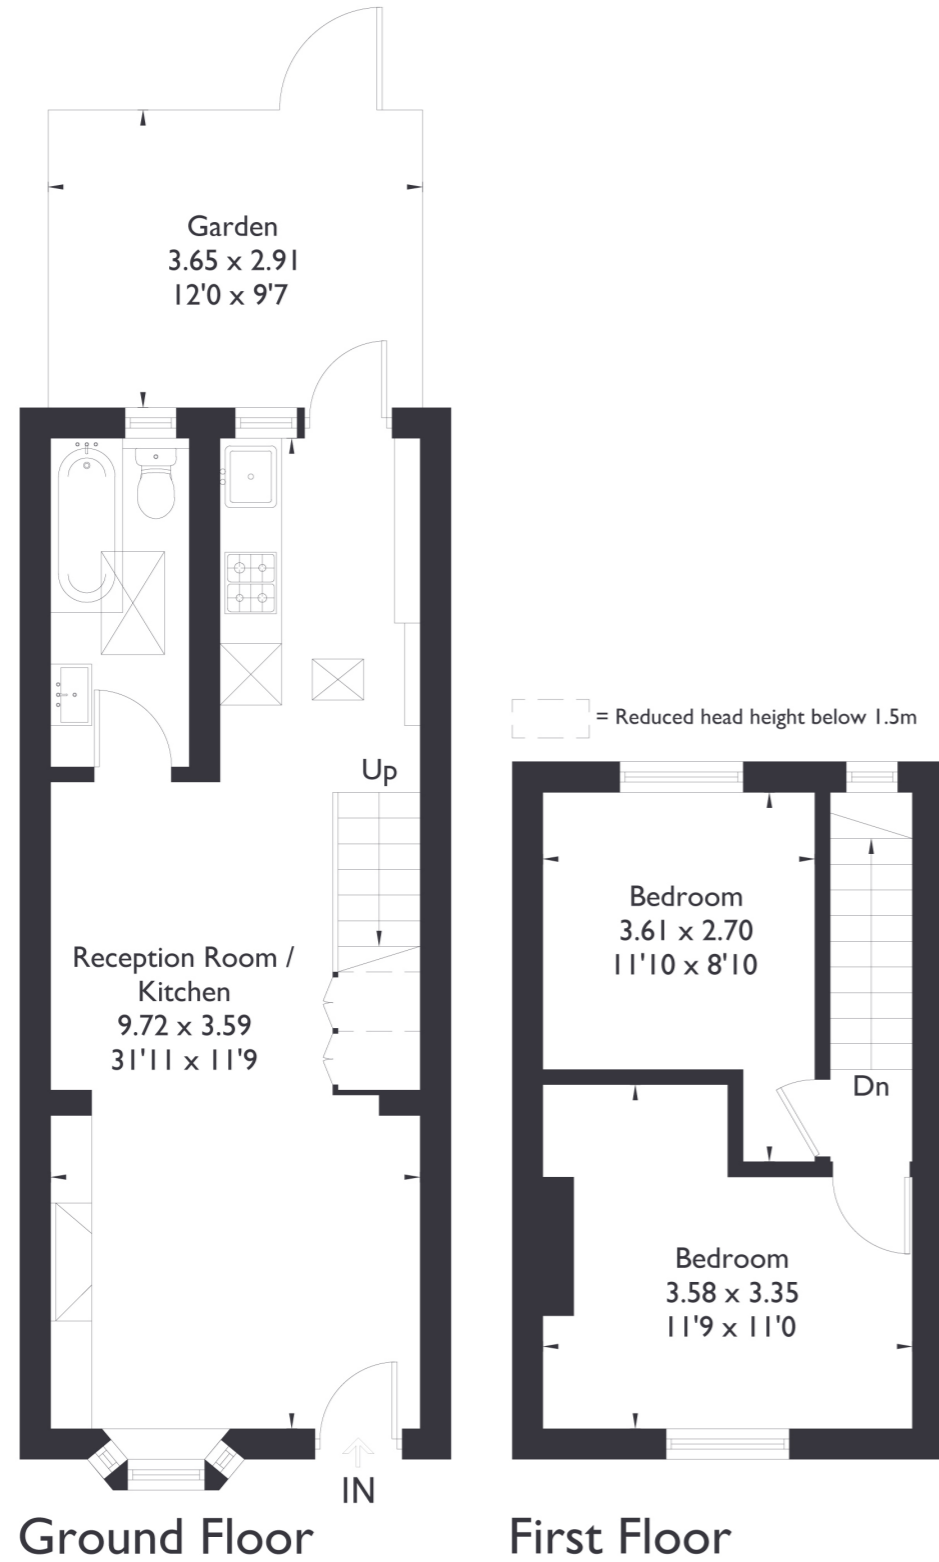 Garden
3.65 x 2.91
12'0 x 9'7
= Reduced head height below 1.5m
Up
Reception Room /
Kitchen
9.72 x 3.59
31'11 x 11'9
Bedroom
3.61 x 2.70
11'10 x 8'10
Dn
Bedroom
3.58 x 3.35
11'9 x 11'0
IN
Ground Floor
First Floor